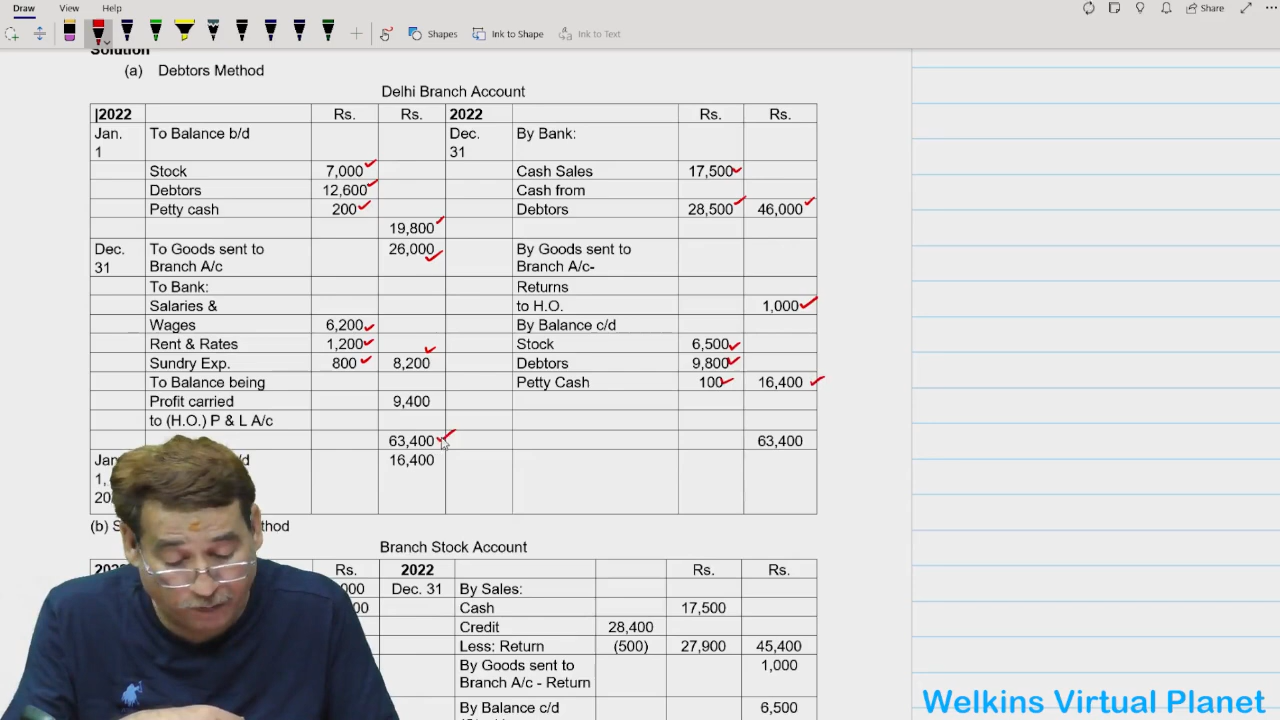 Draw View Help
Shapes Ink to Shape Ink to Text Share
Solution
(a) Debtors Method
Delhi Branch Account
|2022 Rs. Rs. 2022 Rs. Rs.
Jan. To Balance b/d Dec. By Bank:
1 31
Stock 7,000 Cash Sales 17,500
Debtors 12,600 Cash from
Petty cash 200 Debtors 28,500 46,000
19,800
Dec. To Goods sent to 26,000 By Goods sent to
31 Branch A/c Branch A/c-
To Bank: Returns
Salaries & to H.O. 1,000
Wages 6,200 By Balance c/d
Rent & Rates 1,200 Stock 6,500
Sundry Exp. 800 8,200 Debtors 9,800
To Balance being Petty Cash 100 16,400
Profit carried 9,400
to (H.O.) P & L A/c
63,400 63,400
16,400
1,
(b)
Branch Stock Account
Rs. 2022 Rs. Rs.
Dec. 31 By Sales:
Cash 17,500
Credit 28,400
Less: Return (500) 27,900 45,400
By Goods sent to 1,000
Branch A/c - Return
By Balance c/d 6,500
Welkins Virtual Planet